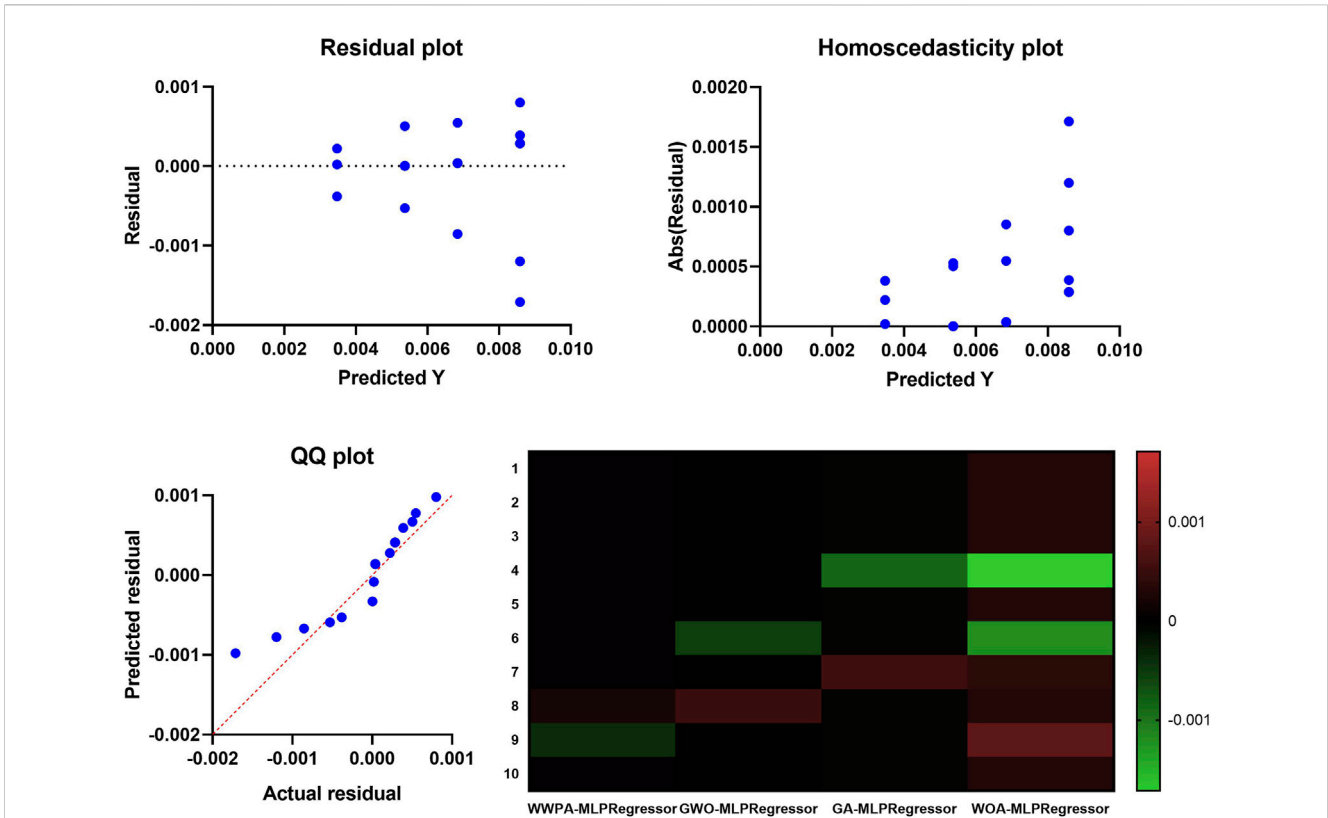 Residual plot
0.001
0.000
-0.001
-0.002
Residual
0.000 0.002 0.004 0.006 0.008 0.010
Predicted Y
Homoscedasticity plot
0.0020
0.0015
0.0010
0.0005
0.0000
Abs(Residual)
0.000 0.002 0.004 0.006 0.008 0.010
Predicted Y
QQ plot
0.001
0.000
-0.001
-0.002
Predicted residual
-0.002 -0.001 0.000 0.001
Actual residual
1
2
3
4
5
6
7
8
9
10
WWPA-MLPRegressor GWO-MLPRegressor GA-MLPRegressor WOA-MLPRegressor
0.001
0
-0.001